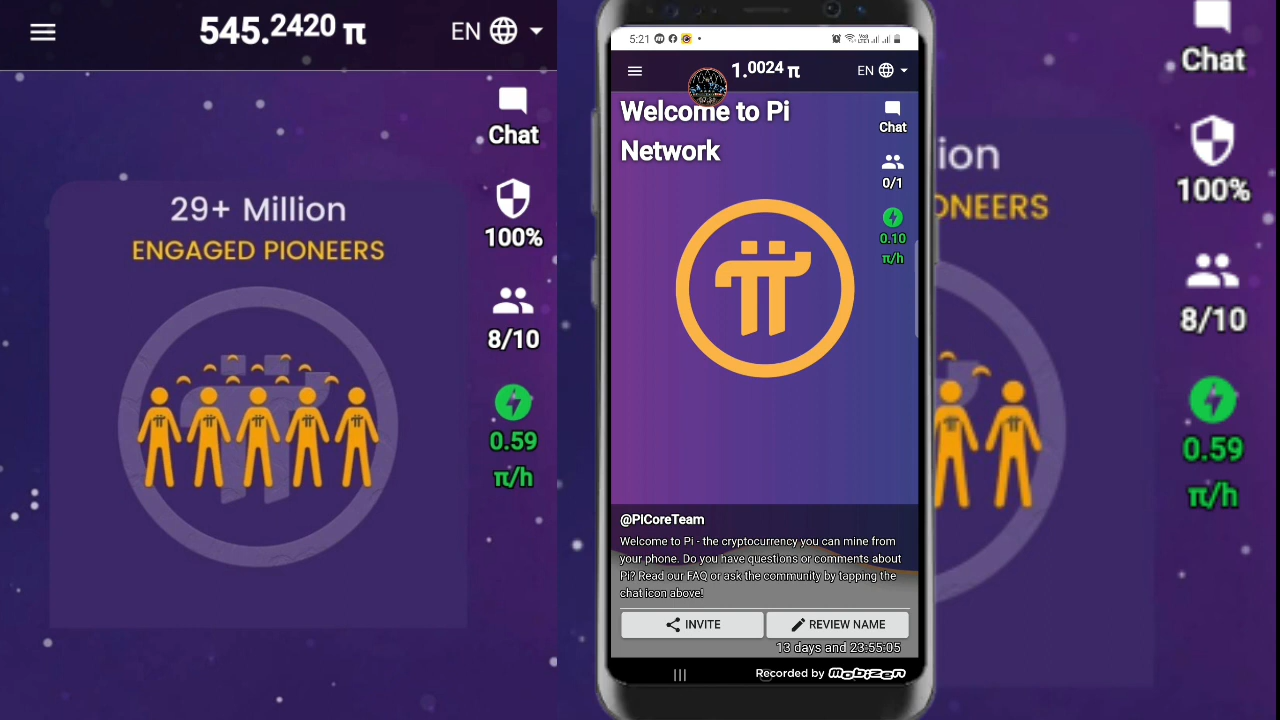 545.2420 π
EN
Chat
29+ Million
ENGAGED PIONEERS
100%
8/10
0.59
π/h
5:21
1.0024 π
EN
Welcome to Pi
Network
Chat
0/1
0.10
π/h
@PiCoreTeam
Welcome to Pi - the cryptocurrency you can mine from
your phone. Do you have questions or comments about
Pi? Read our FAQ or ask the community by tapping the
chat icon above!
INVITE
REVIEW NAME
13 days and 23:55:05
Recorded by Mobizen
Chat
ion
ONEERS
100%
8/10
0.59
π/h